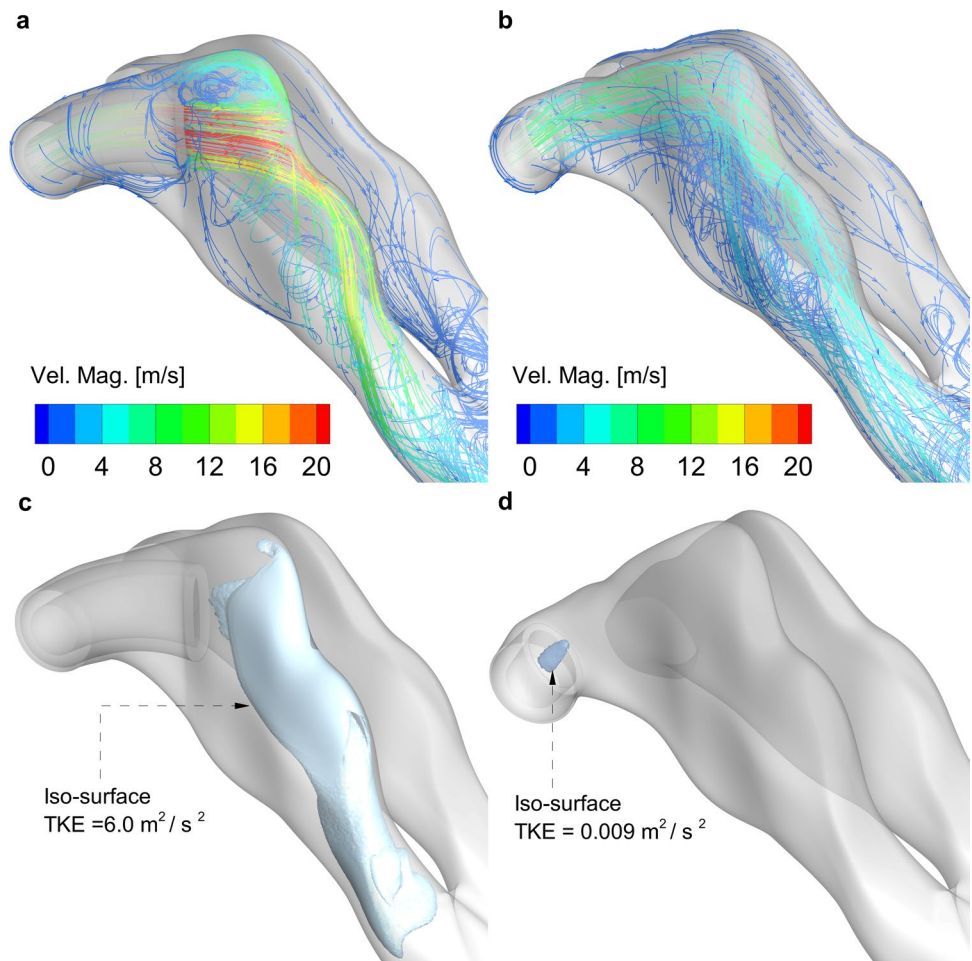 a
b
Vel. Mag. [m/s]
0 4 8 12 16 20
Vel. Mag. [m/s]
0 4 8 12 16 20
c
d
Iso-surface
TKE =6.0 m² / s ²
Iso-surface
TKE = 0.009 m² / s ²